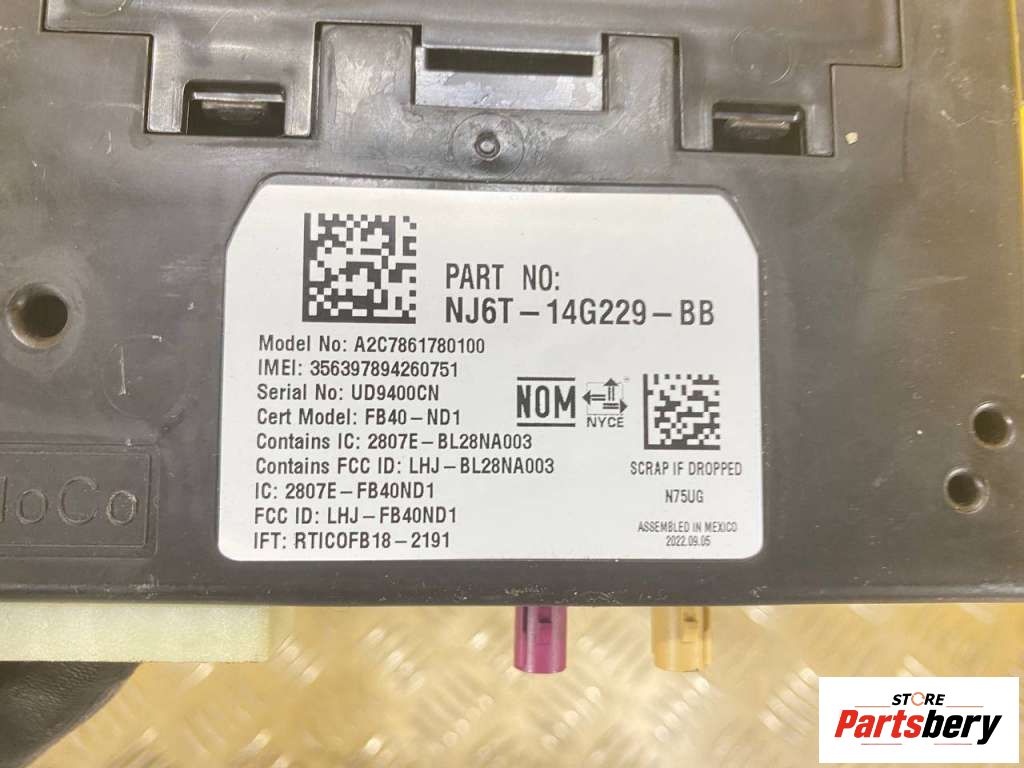 PART NO:
NJ6T-14G229-BB
Model No: A2C7861780100
IMEI: 356397894260751
Serial No: UD9400CN
Cert Model: FB40-ND1
Contains IC: 2807E-BL28NA003
Contains FCC ID: LHJ-BL28NA003
IC: 2807E-FB40ND1
FCC ID: LHJ-FB40ND1
IFT: RTICOFB18-2191
NOM
NYCE
SCRAP IF DROPPED
N75UG
ASSEMBLED IN MEXICO
2022.09.05
oCo
STORE
Partsbery